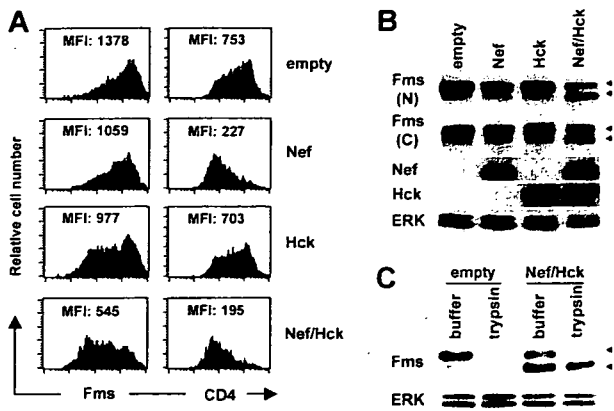 A
MFI: 1378
MFI: 753
empty
MFI: 1059
MFI: 227
Nef
MFI: 977
MFI: 703
Hck
MFI: 545
MFI: 195
Nef/Hck
Relative cell number
Fms
CD4
B
empty
Nef
Hck
Nef/Hck
Fms
(N)
Fms
(C)
Nef
Hck
ERK
C
empty
Nef/Hck
buffer
trypsin
buffer
trypsin
Fms
ERK